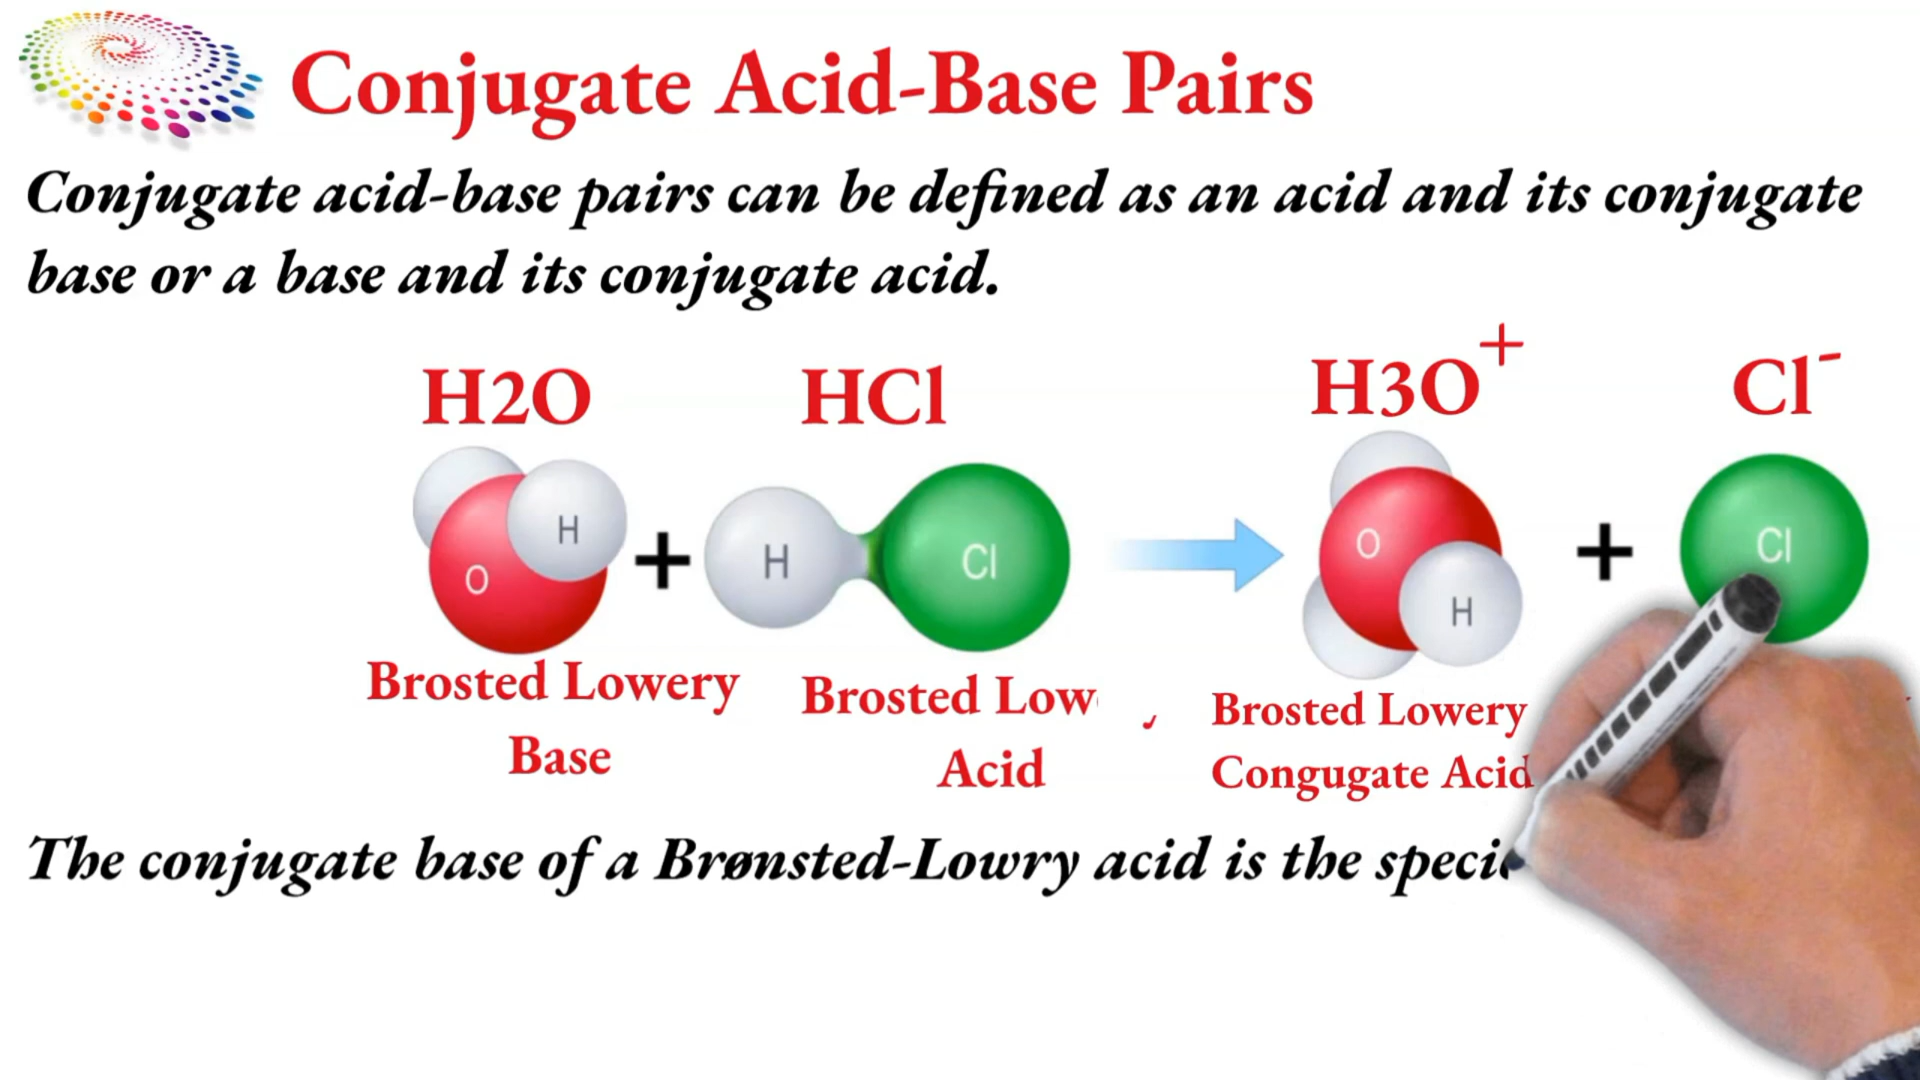 Conjugate Acid-Base Pairs
Conjugate acid-base pairs can be defined as an acid and its conjugate
base or a base and its conjugate acid.
H2O HCl H3O+ Cl-
H O + H Cl O H + Cl
Brosted Lowery Brosted Brosted Lowery
Base Acid Congugate Acid
The conjugate base of a Brønsted-Lowry acid is the